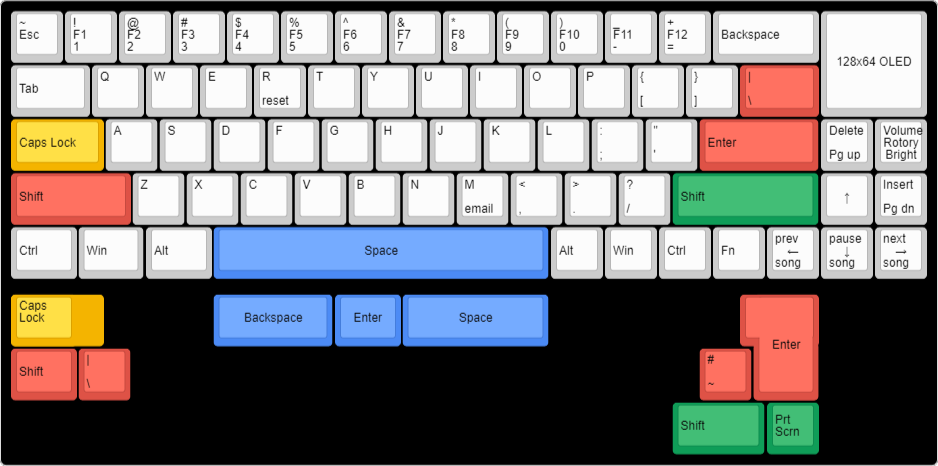 ~ ! @ # $ % ^ & * ( ) _ +
Esc F1 F2 F3 F4 F5 F6 F7 F8 F9 F10 F11 F12 Backspace
1 2 3 4 5 6 7 8 9 0 - =
128x64 OLED
Tab Q W E R T Y U I O P { } |
reset [ ] \
Caps Lock A S D F G H J K L : " Enter Delete Volume
; ' Pg up Rotory
Bright
Shift Z X C V B N M < > ? Shift ↑ Insert
email , . / Pg dn
Ctrl Win Alt Space Alt Win Ctrl Fn prev pause next
← ↓ →
song song song
Caps
Lock
Backspace Enter Space
Enter
Shift |
\
#
~
Shift Prt
Scrn